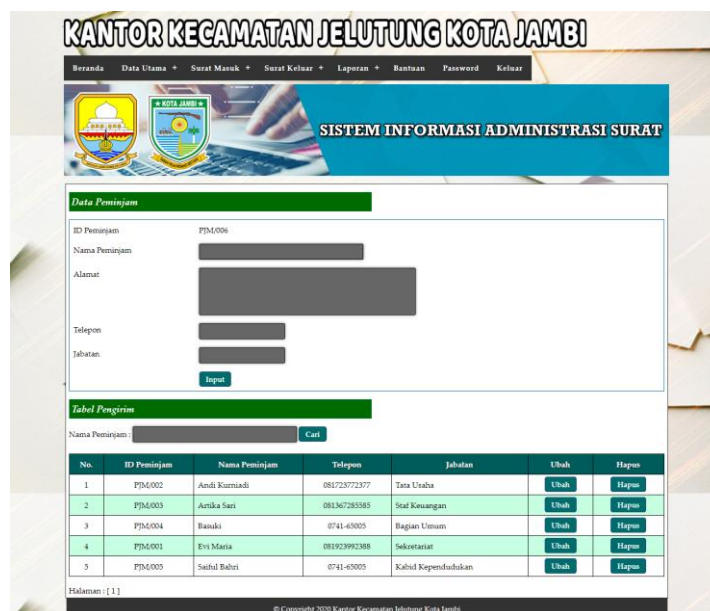 KANTOR KECAMATAN JELUTUNG KOTA JAMBI
Beranda Data Utama + Surat Masuk + Surat Keluar + Laporan + Bantuan Password Keluar
★ KOTA JAMBI ★
SISTEM INFORMASI ADMINISTRASI SURAT
Data Peminjam
ID Peminjam PJM/006
Nama Peminjam
Alamat
Telepon
Jabatan
Input
Tabel Pengirim
Nama Peminjam : Cari
No. ID Peminjam Nama Peminjam Telepon Jabatan Ubah Hapus
1 PJM/002 Andi Kurniadi 081723772377 Tata Usaha Ubah Hapus
2 PJM/003 Artika Sari 081367285585 Staf Keuangan Ubah Hapus
3 PJM/004 Basuki 0741-65005 Bagian Umum Ubah Hapus
4 PJM/001 Evi Maria 081923992388 Sekretariat Ubah Hapus
5 PJM/005 Saiful Bahri 0741-65005 Kabid Kependudukan Ubah Hapus
Halaman : [ 1 ]
© Copyright 2020 Kantor Kecamatan Jelutung Kota Jambi